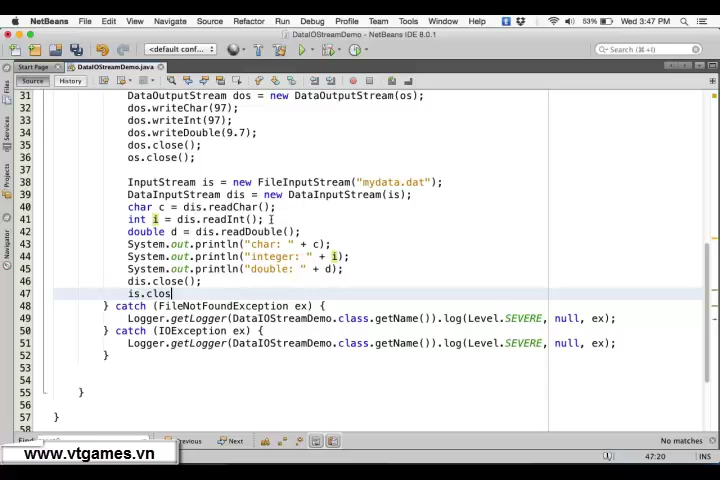 NetBeans File Edit View Navigate Source Refactor Run Debug Profile Team Tools Window Help 53% Wed 3:47 PM
DataIOStreamDemo - NetBeans IDE 8.0.1
<default conf... Search (⌘+I)
Start Page DataIOStreamDemo.java
Source History
Files
Services
Projects
Navigator
31 DataOutputStream dos = new DataOutputStream(os);
32 dos.writeChar(97);
33 dos.writeInt(97);
34 dos.writeDouble(9.7);
35 dos.close();
36 os.close();
37
38 InputStream is = new FileInputStream("mydata.dat");
39 DataInputStream dis = new DataInputStream(is);
40 char c = dis.readChar();
41 int i = dis.readInt();
42 double d = dis.readDouble();
43 System.out.println("char: " + c);
44 System.out.println("integer: " + i);
45 System.out.println("double: " + d);
46 dis.close();
47 is.clos
48 } catch (FileNotFoundException ex) {
49 Logger.getLogger(DataIOStreamDemo.class.getName()).log(Level.SEVERE, null, ex);
50 } catch (IOException ex) {
51 Logger.getLogger(DataIOStreamDemo.class.getName()).log(Level.SEVERE, null, ex);
52 }
53
54
55 }
56
57 }
58
Previous Next No matches
www.vtgames.vn
47:20 INS